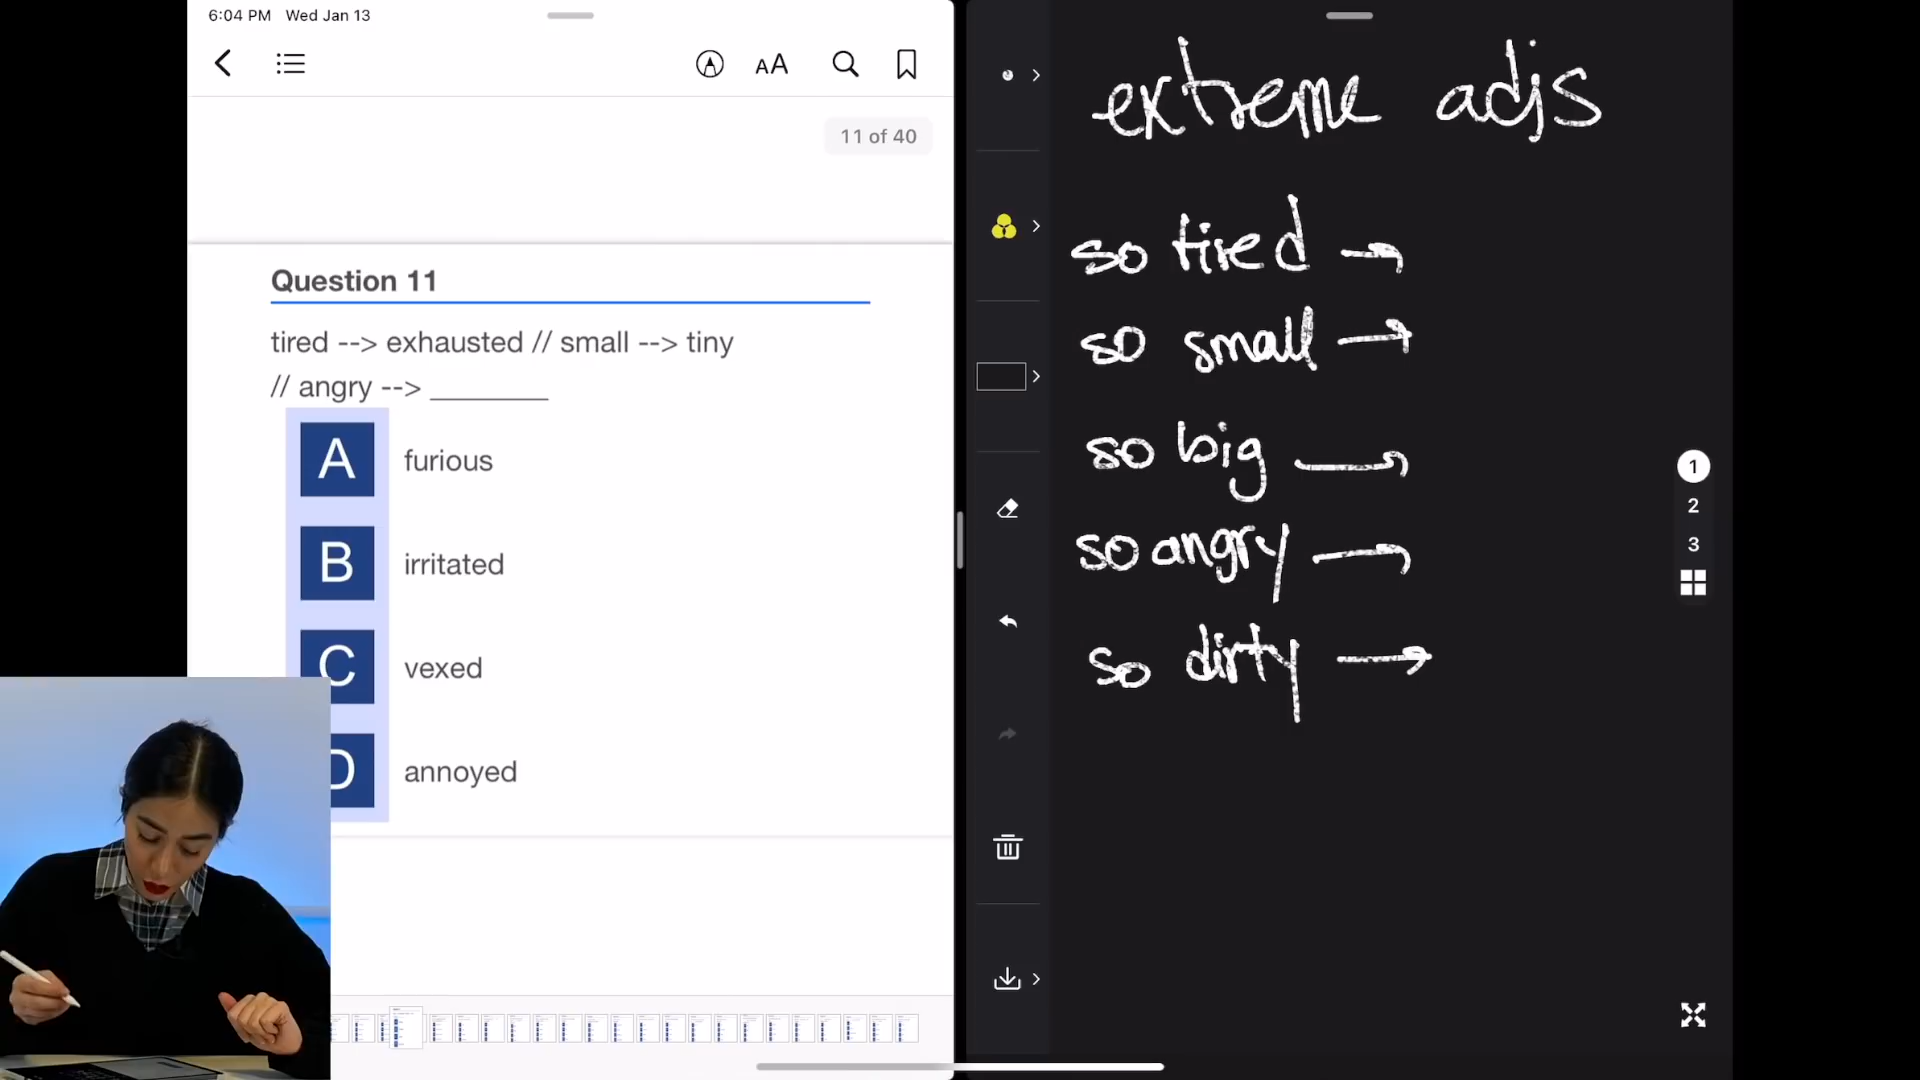 6:04 PM Wed Jan 13
AA
11 of 40
Question 11
tired --> exhausted // small --> tiny
// angry --> ________
A furious
B irritated
C vexed
D annoyed
extreme adjs
so tired →
so small →
so big →
so angry →
so dirty →
1
2
3